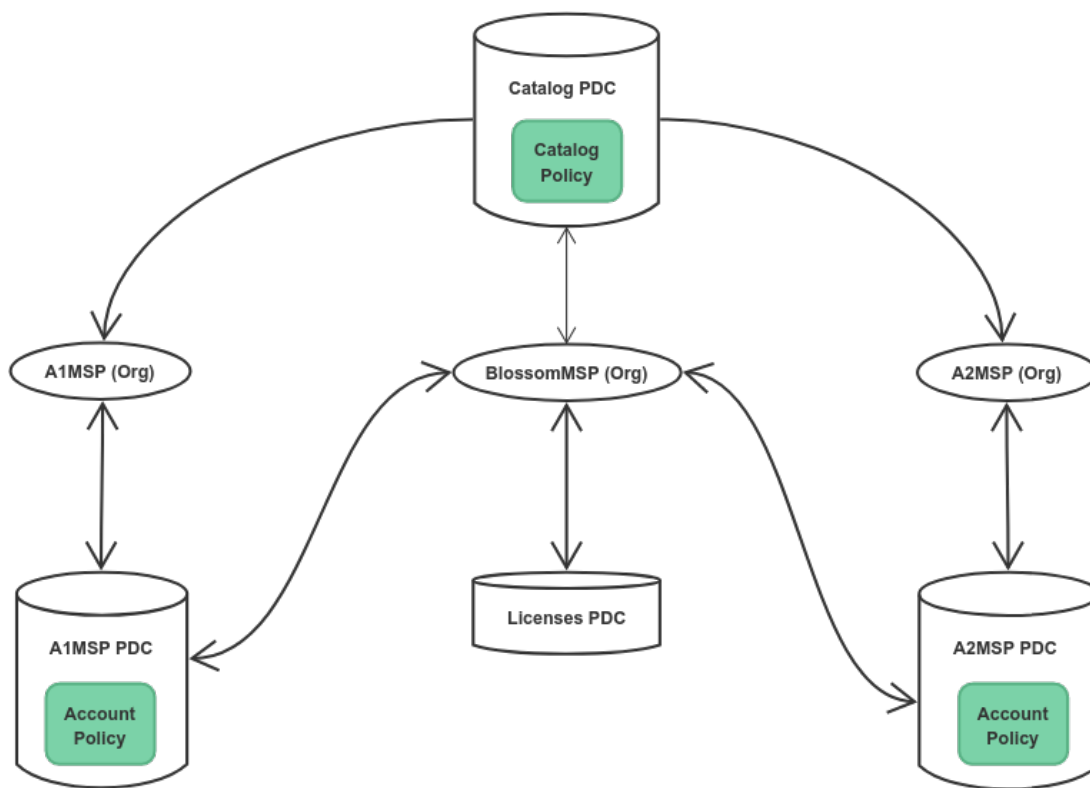 Catalog PDC
Catalog
Policy
A1MSP (Org)
BlossomMSP (Org)
A2MSP (Org)
A1MSP PDC
Account
Policy
Licenses PDC
A2MSP PDC
Account
Policy